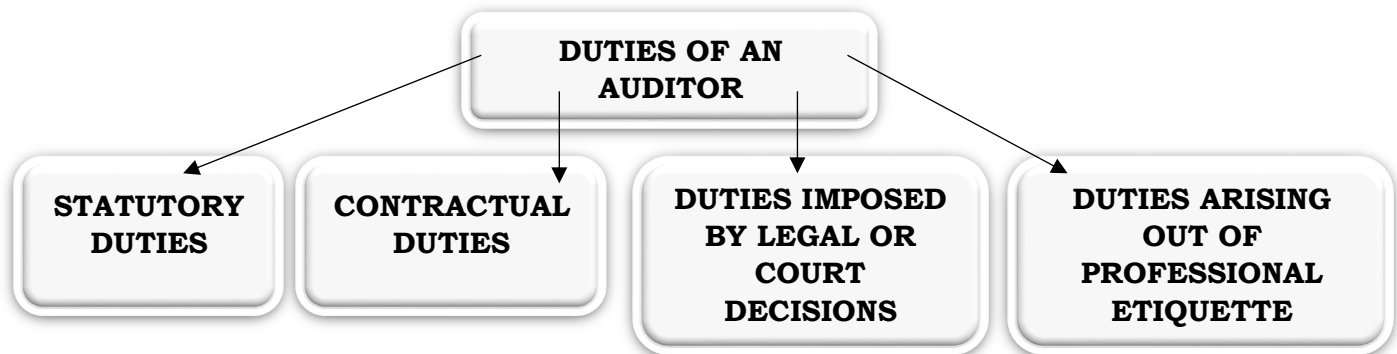 DUTIES OF AN
AUDITOR
STATUTORY
DUTIES
CONTRACTUAL
DUTIES
DUTIES IMPOSED
BY LEGAL OR
COURT
DECISIONS
DUTIES ARISING
OUT OF
PROFESSIONAL
ETIQUETTE